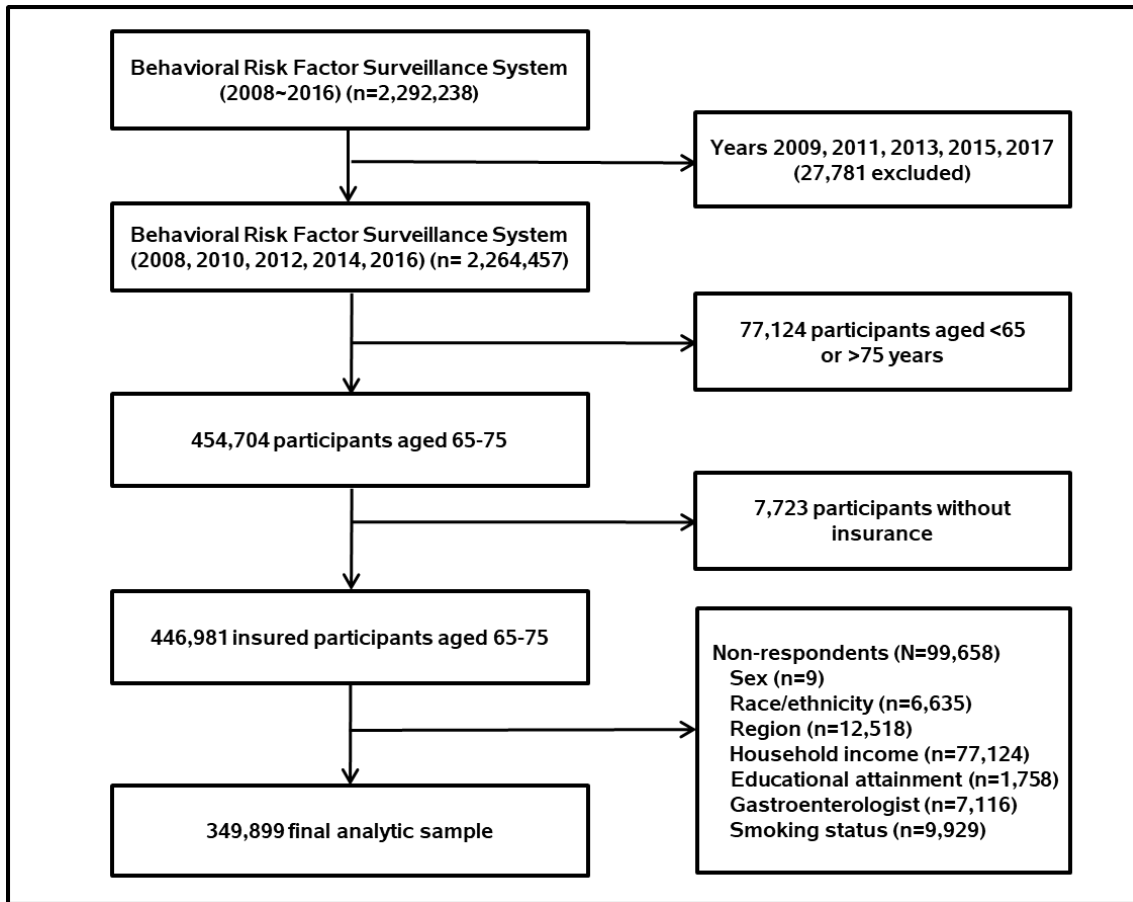 Behavioral Risk Factor Surveillance System
(2008~2016) (n=2,292,238)
Years 2009, 2011, 2013, 2015, 2017
(27,781 excluded)
Behavioral Risk Factor Surveillance System
(2008, 2010, 2012, 2014, 2016) (n= 2,264,457)
77,124 participants aged <65
or >75 years
454,704 participants aged 65-75
7,723 participants without
insurance
446,981 insured participants aged 65-75
Non-respondents (N=99,658)
Sex (n=9)
Race/ethnicity (n=6,635)
Region (n=12,518)
Household income (n=77,124)
Educational attainment (n=1,758)
Gastroenterologist (n=7,116)
Smoking status (n=9,929)
349,899 final analytic sample